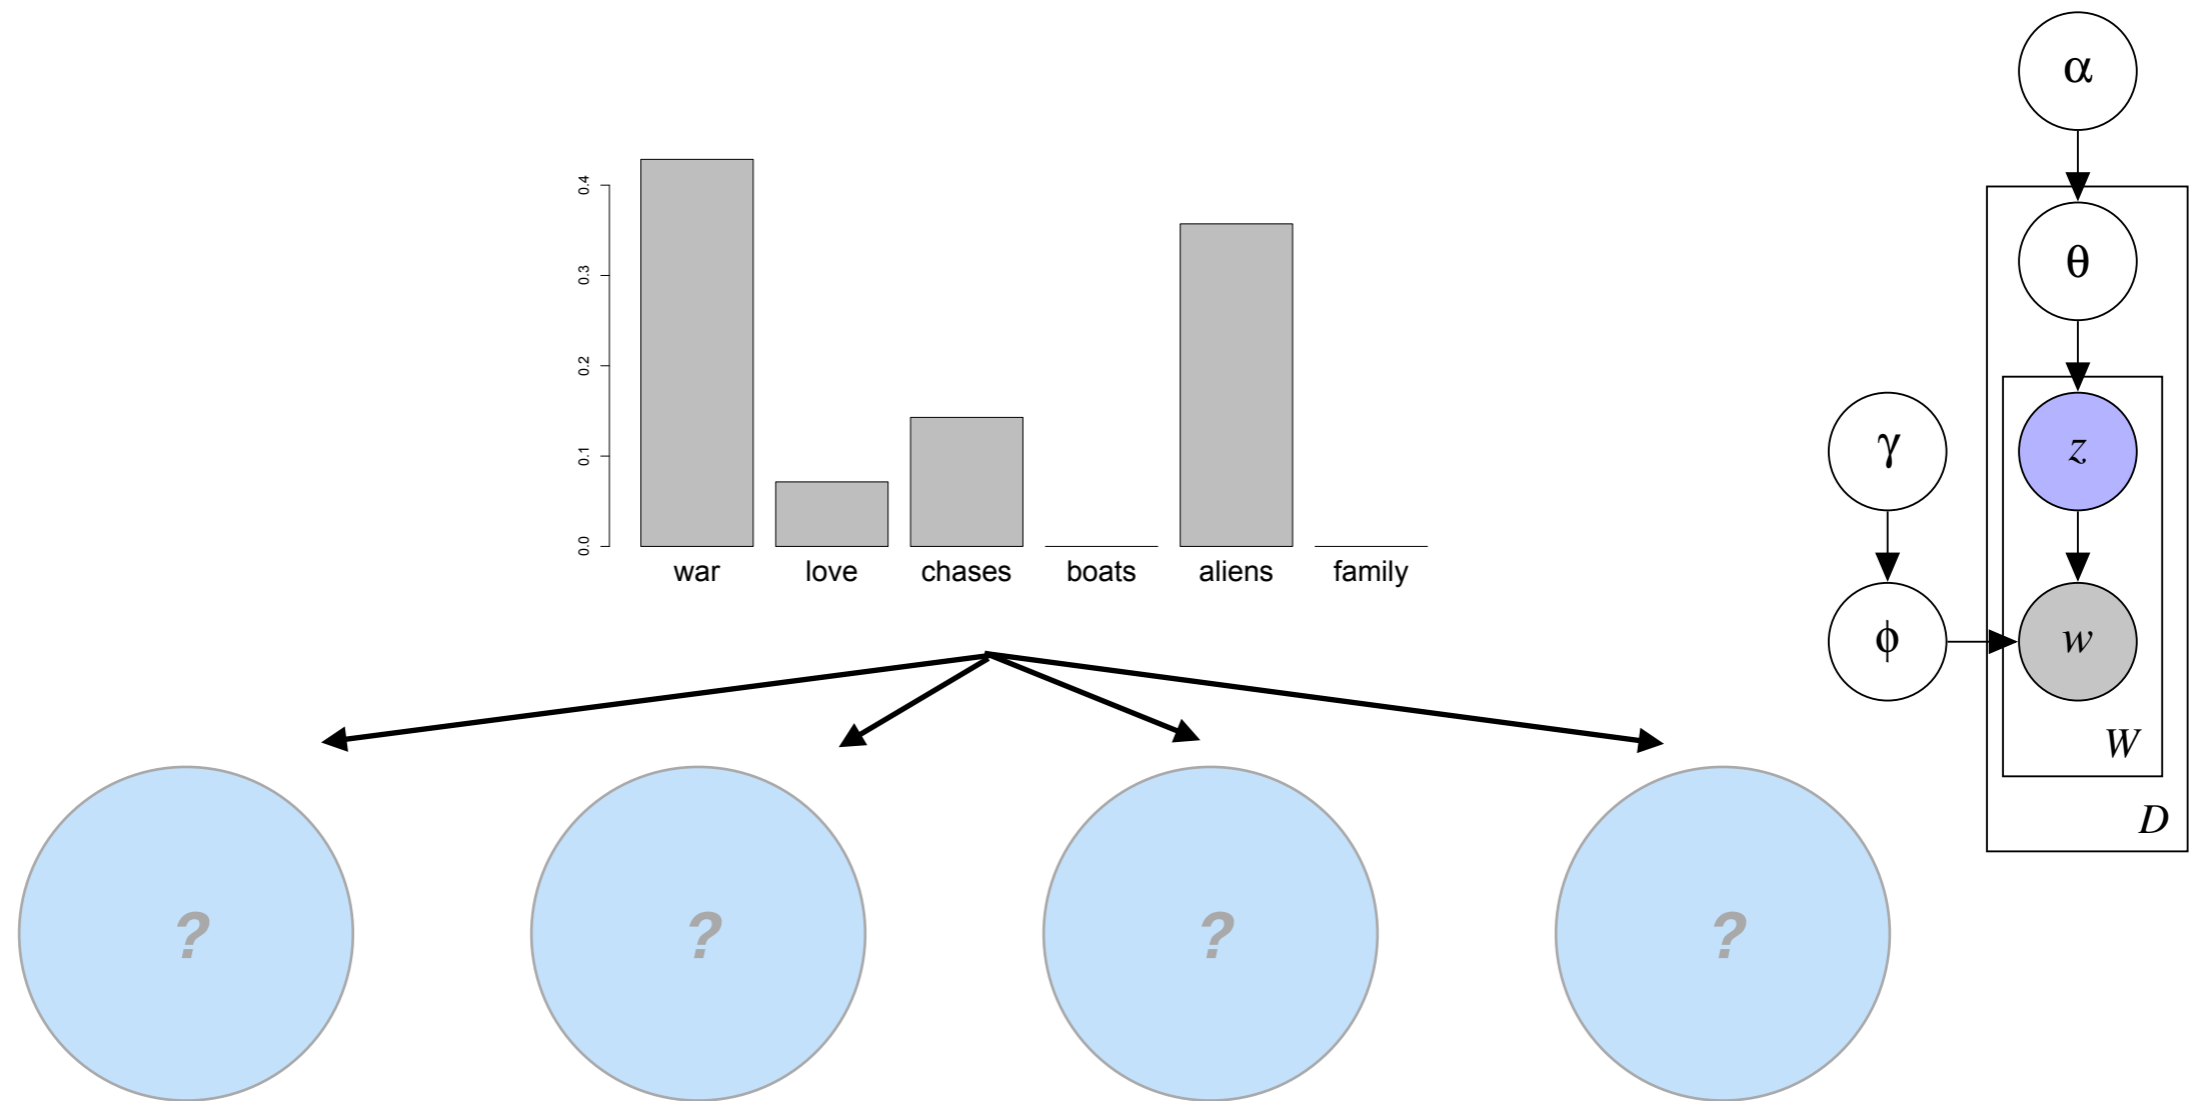 α
0.4
θ
0.3
0.2
γ
z
0.1
0.0
war love chases boats aliens family
ϕ
w
W
D
? ? ? ?